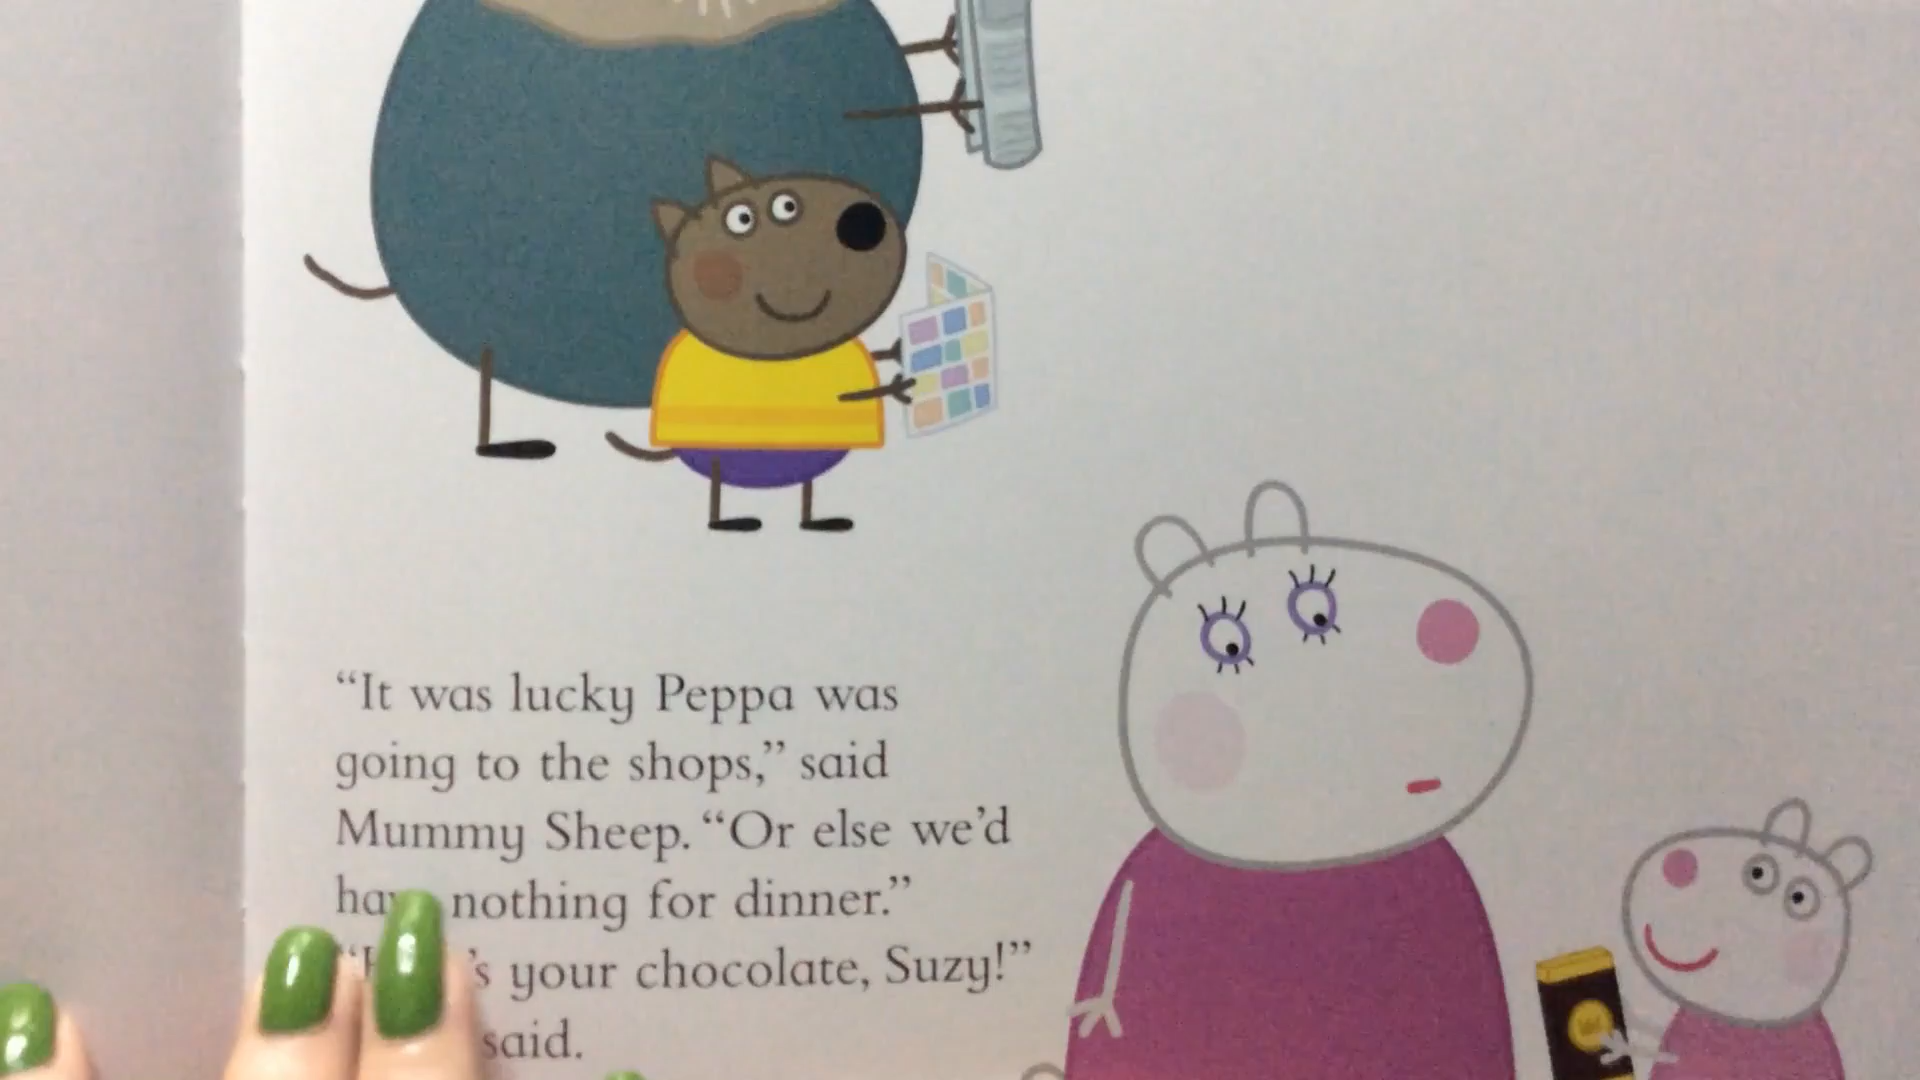 “It was lucky Peppa was
going to the shops,” said
Mummy Sheep. “Or else we’d
nothing for dinner.”
your chocolate, Suzy!”
said.